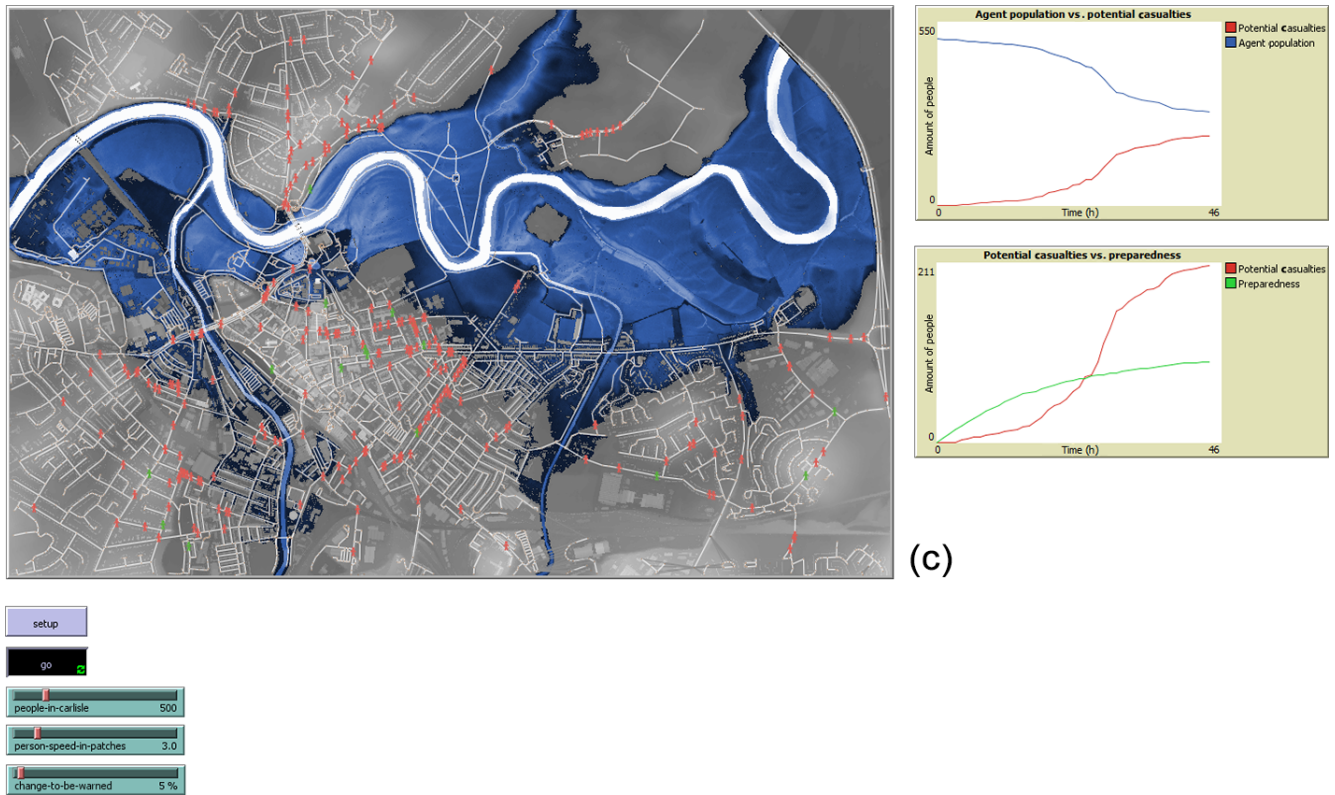 Agent population vs. potential casualties
550
Amount of people
0
0
Time (h)
46
Potential casualties
Agent population
Potential casualties vs. preparedness
211
Amount of people
0
0
Time (h)
46
Potential casualties
Preparedness
(c)
setup
go
people-in-carlisle 500
person-speed-in-patches 3.0
change-to-be-warned 5 %